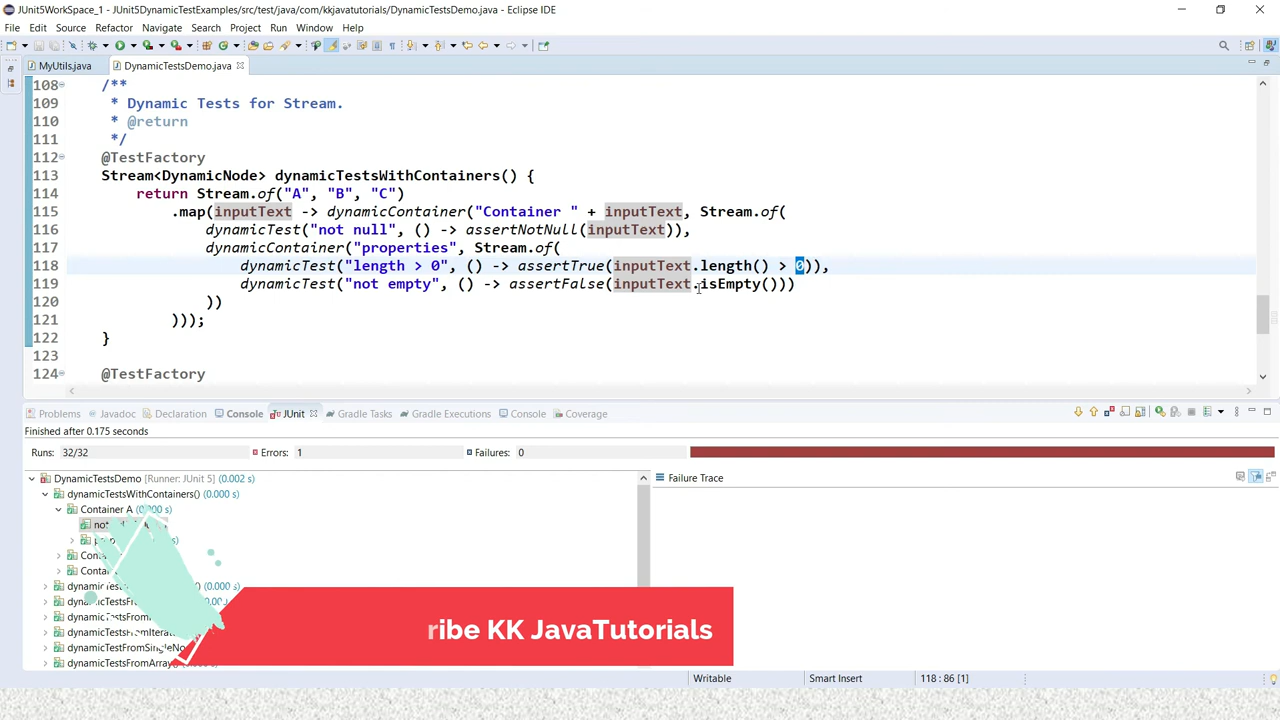 JUnit5WorkSpace_1 - JUnit5DynamicTestExamples/src/test/java/com/kkjavatutorials/DynamicTestsDemo.java - Eclipse IDE
File Edit Source Refactor Navigate Search Project Run Window Help
MyUtils.java DynamicTestsDemo.java
108 /**
109 * Dynamic Tests for Stream.
110 * @return
111 */
112 @TestFactory
113 Stream<DynamicNode> dynamicTestsWithContainers() {
114 return Stream.of("A", "B", "C")
115 .map(inputText -> dynamicContainer("Container " + inputText, Stream.of(
116 dynamicTest("not null", () -> assertNotNull(inputText)),
117 dynamicContainer("properties", Stream.of(
118 dynamicTest("length > 0", () -> assertTrue(inputText.length() > 0)),
119 dynamicTest("not empty", () -> assertFalse(inputText.isEmpty()))
120 ))
121 )));
122 }
123
124 @TestFactory
Problems Javadoc Declaration Console JUnit Gradle Tasks Gradle Executions Console Coverage
Finished after 0.175 seconds
Runs: 32/32 Errors: 1 Failures: 0
DynamicTestsDemo [Runner: JUnit 5] (0.002 s) Failure Trace
dynamicTestsWithContainers() (0.000 s)
Container A (0.000 s)
ribe KK JavaTutorials
Writable Smart Insert 118 : 86 [1]